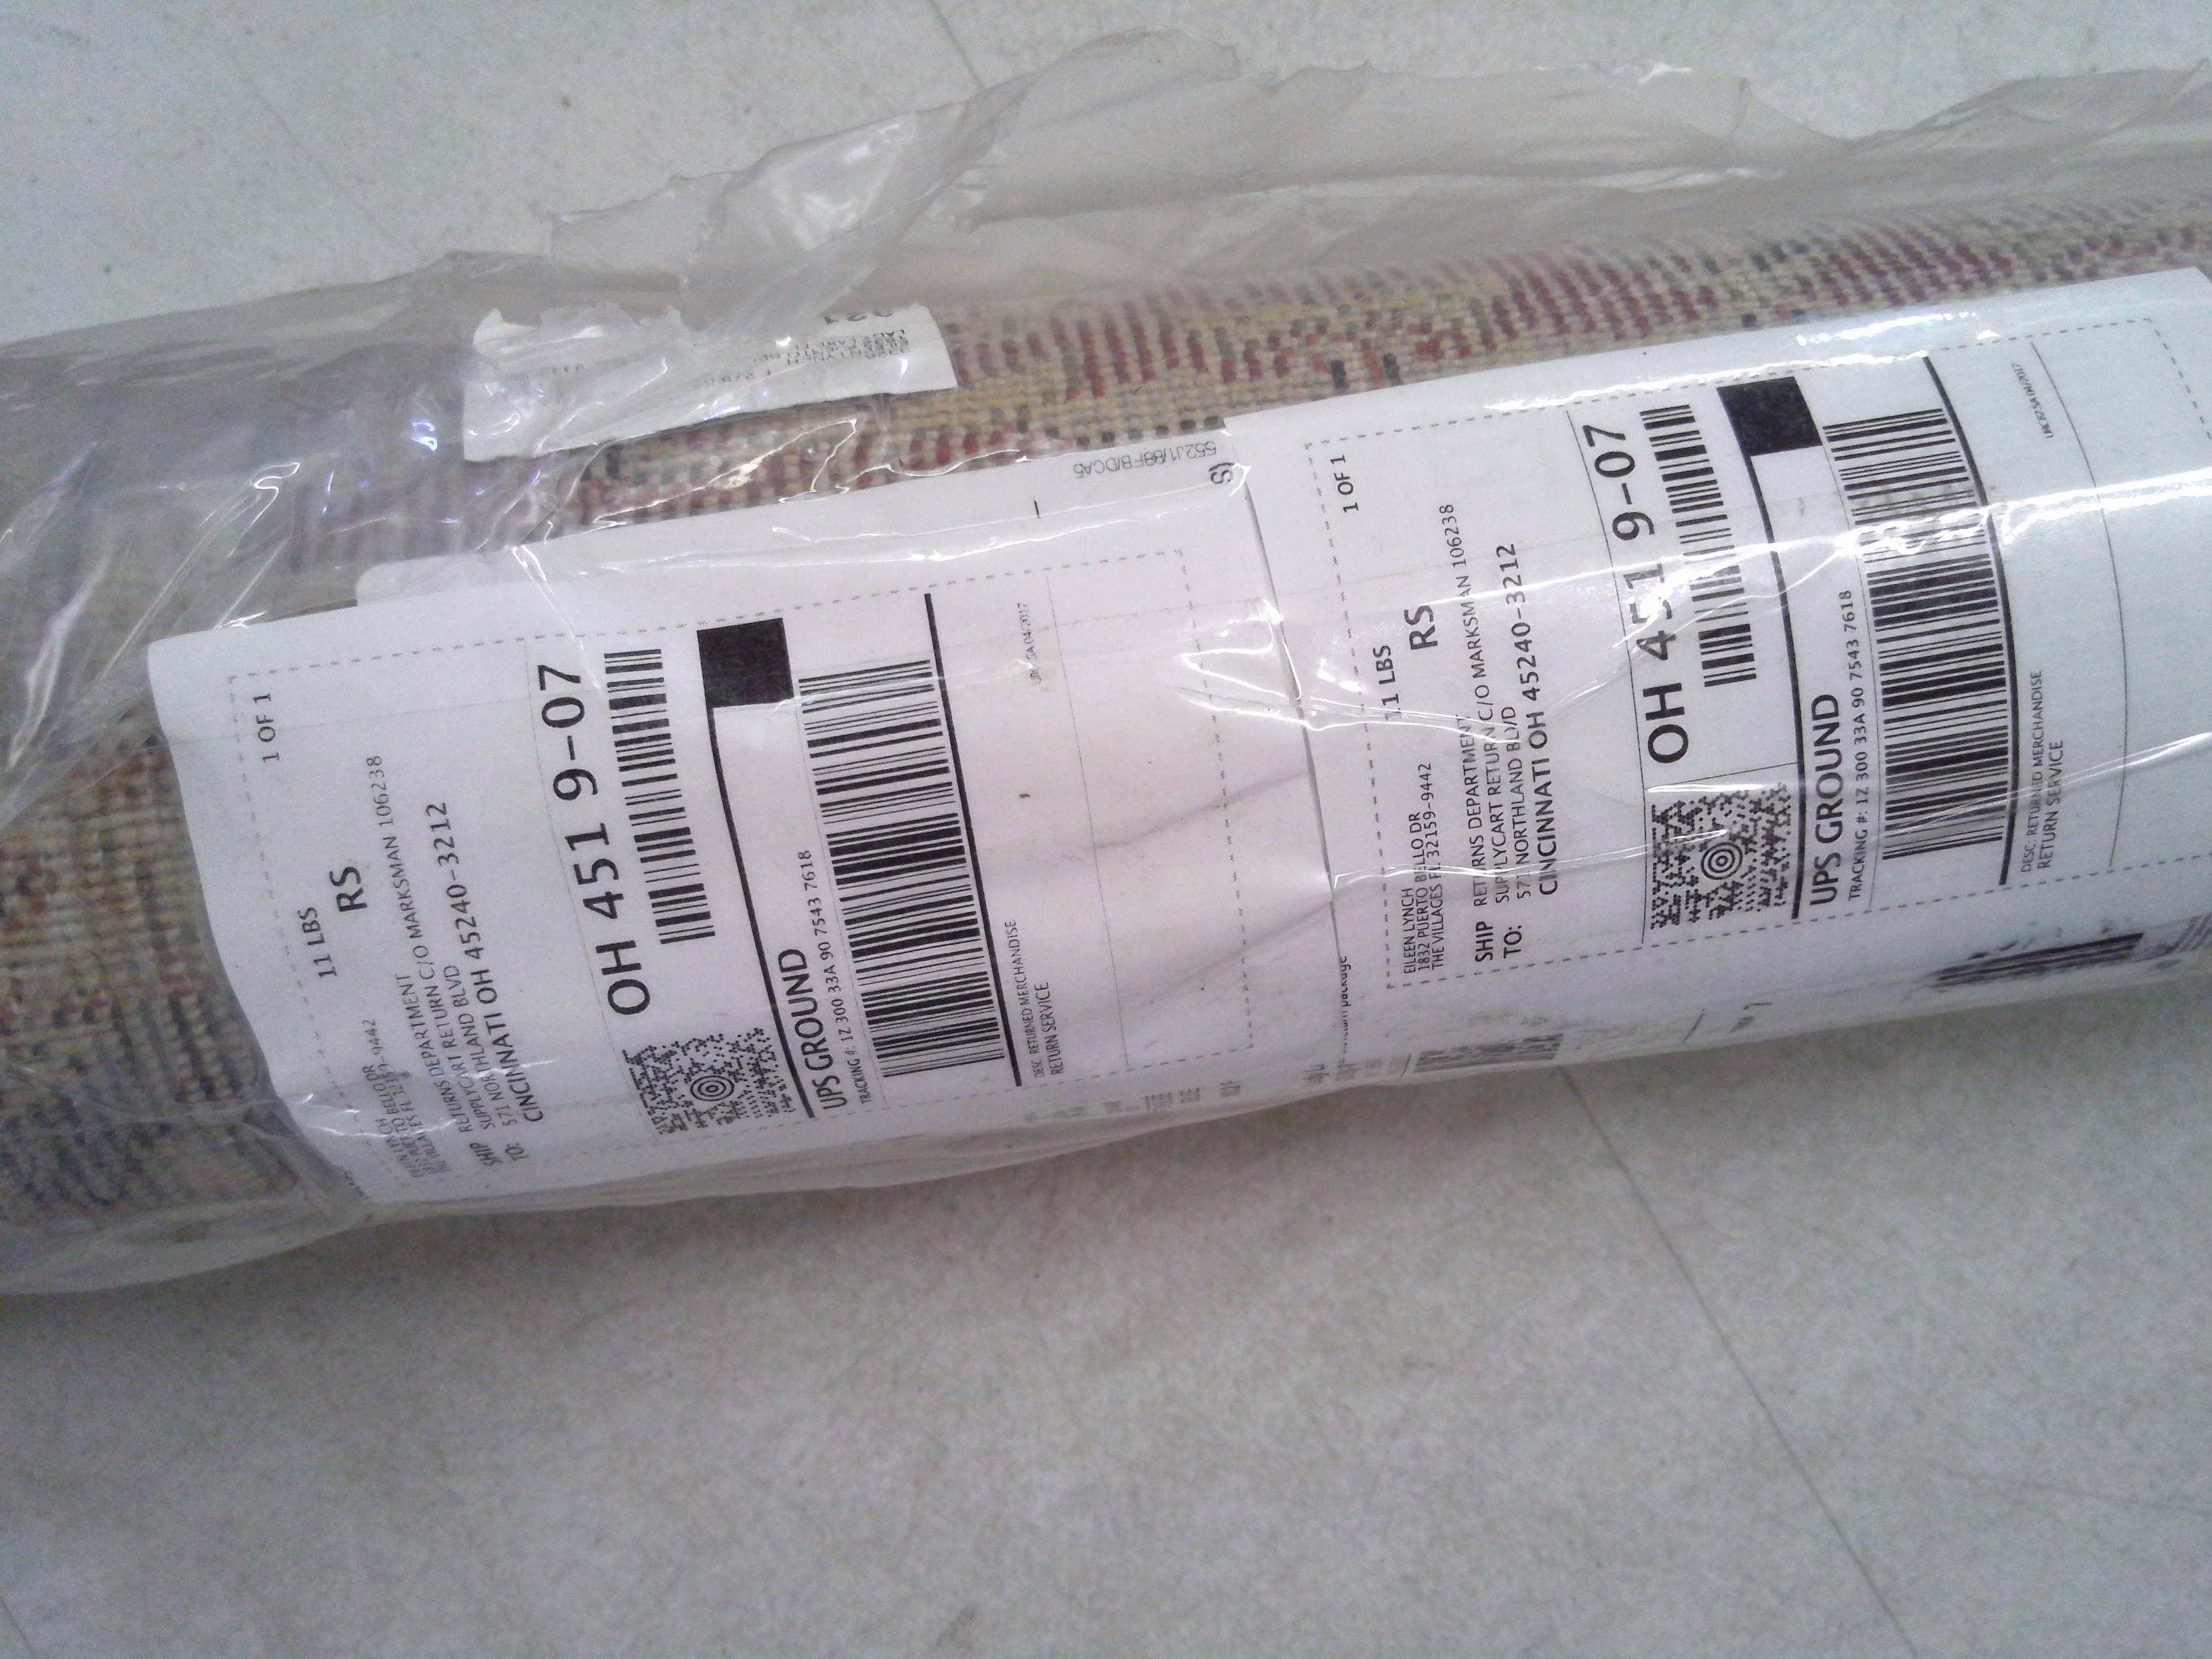 1 OF 1
11 LBS
RS
RETURNS DEPARTMENT
SUPPLYCART RETURN C/O MARKSMAN 106238
571 NORTHLAND BLVD
CINCINNATI OH 45240-3212
SHIP
TO:
OH 451 9-07
UPS GROUND
TRACKING #: 1Z 300 33A 90 7543 7618
DESC: RETURNED MERCHANDISE
RETURN SERVICE
1 OF 1
11 LBS
RS
EILEEN LYNCH
1832 PUERTO BELLO DR
THE VILLAGES FL 32159-9442
SHIP
TO:
RETURNS DEPARTMENT
SUPPLYCART RETURN C/O MARKSMAN 106238
571 NORTHLAND BLVD
CINCINNATI OH 45240-3212
OH 451 9-07
UPS GROUND
TRACKING #: 1Z 300 33A 90 7543 7618
DESC: RETURNED MERCHANDISE
RETURN SERVICE